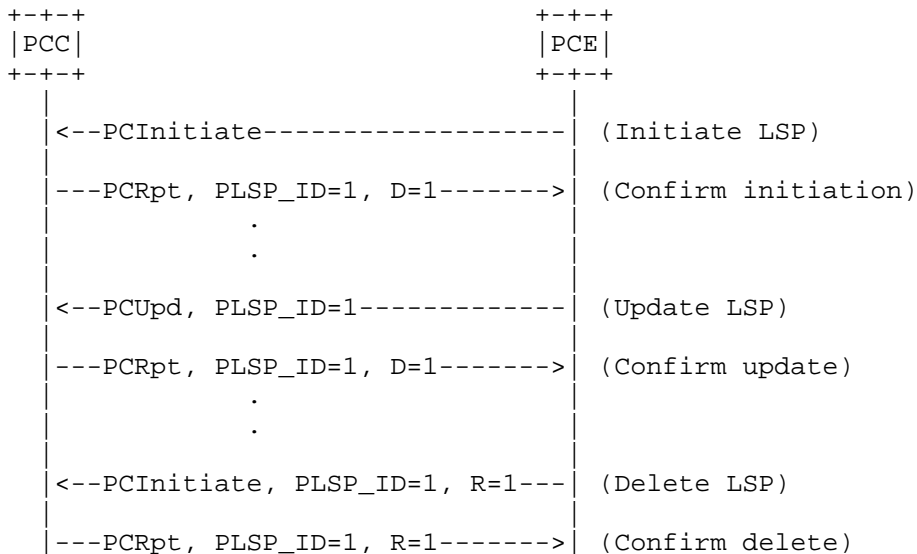 +-+-+                            +-+-+
|PCC|                            |PCE|
+-+-+                            +-+-+
  |                                |
  |<--PCInitiate-------------------| (Initiate LSP)
  |                                |
  |---PCRpt, PLSP_ID=1, D=1------->| (Confirm initiation)
  |            .                   |
  |            .                   |
  |                                |
  |<--PCUpd, PLSP_ID=1-------------| (Update LSP)
  |                                |
  |---PCRpt, PLSP_ID=1, D=1------->| (Confirm update)
  |            .                   |
  |            .                   |
  |                                |
  |<--PCInitiate, PLSP_ID=1, R=1---| (Delete LSP)
  |                                |
  |---PCRpt, PLSP_ID=1, R=1------->| (Confirm delete)